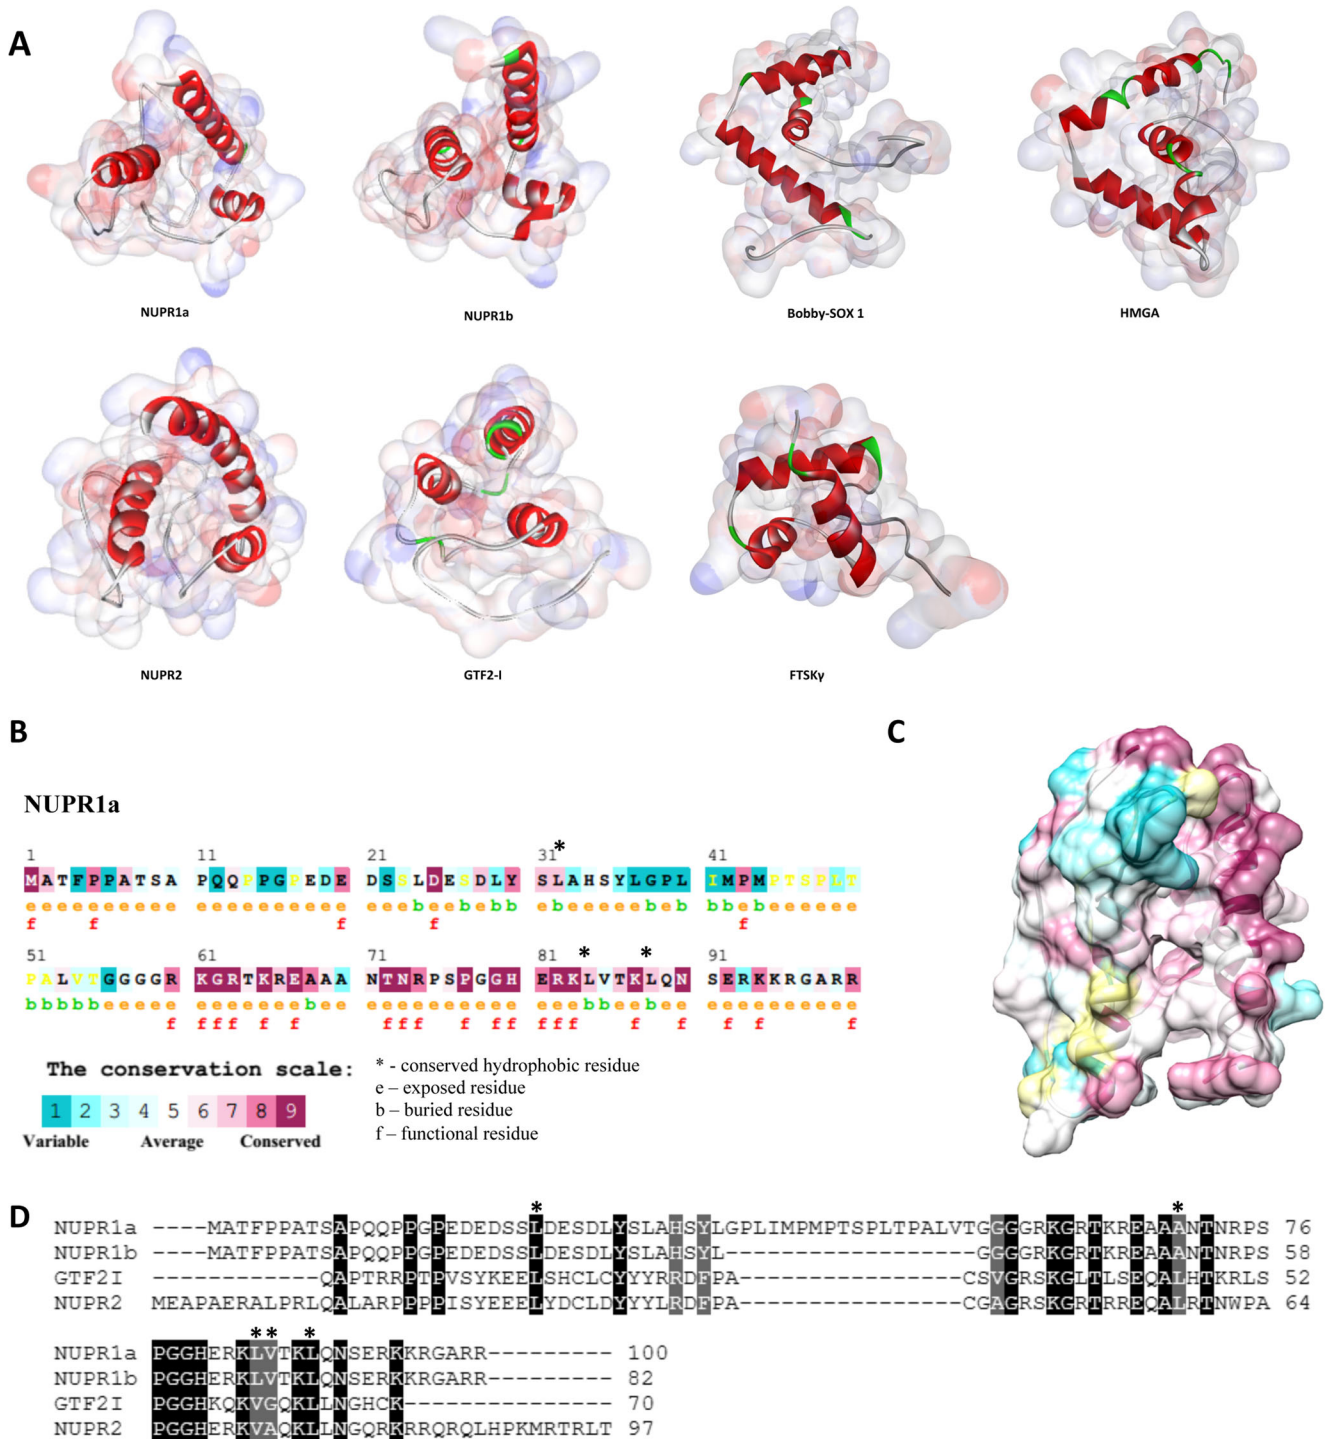 A
NUPR1a
NUPR1b
Bobby-SOX 1
HMGA
NUPR2
GTF2-I
FTSKγ
B
C
NUPR1a
1 11 21 31 * 41
MATFPPATSA PQQPPGPEDE DSSLDESDLY SLAHSYLGPL IMPMPTSPLT
eeeeeeeeee eeeeeeeeee eeebeebebb ebeeeeebeb bbebeeeeee
f f f f f
51 61 71 81 * * 91
PALVTGGGGR KGRTKREAAA NTNRPSPGGH ERKLVTKLQN SERKKRGARR
bbbbbeeeee eeeeeeebee eeeeeeeeee eeebbeebee eeeeeeeeee
f fff f f fff f ff fff f f f f f
The conservation scale:
1 2 3 4 5 6 7 8 9
Variable Average Conserved
* - conserved hydrophobic residue
e – exposed residue
b – buried residue
f – functional residue
D
* *
NUPR1a ----MATFPPATSAPQQPPGPEDEDSSLDESDLYSLAHSYLGPLIMPMPTSPLTPALVTGGGGRKGRTKREAAANTNRPS 76
NUPR1b ----MATFPPATSAPQQPPGPEDEDSSLDESDLYSLAHSYL------------------GGGGRKGRTKREAAANTNRPS 58
GTF2I ------------QAPTRRPTPVSYKEELSHCLCYYYRRDFPA----------------CSVGRSKGLTLSEQALHTKRLS 52
NUPR2 MEAPAERALPRLQALARPPPPISYEEELYDCLDYYYLRDFPA----------------CGAGRSKGRTRREQALRTNWPA 64
** *
NUPR1a PGGHERKLVTKLQNSERKKRGARR--------- 100
NUPR1b PGGHERKLVTKLQNSERKKRGARR--------- 82
GTF2I PGGHKQKVGQKLLNGHCK--------------- 70
NUPR2 PGGHERKVAQKLLNGQRKRRQRQLHPKMRTRLT 97